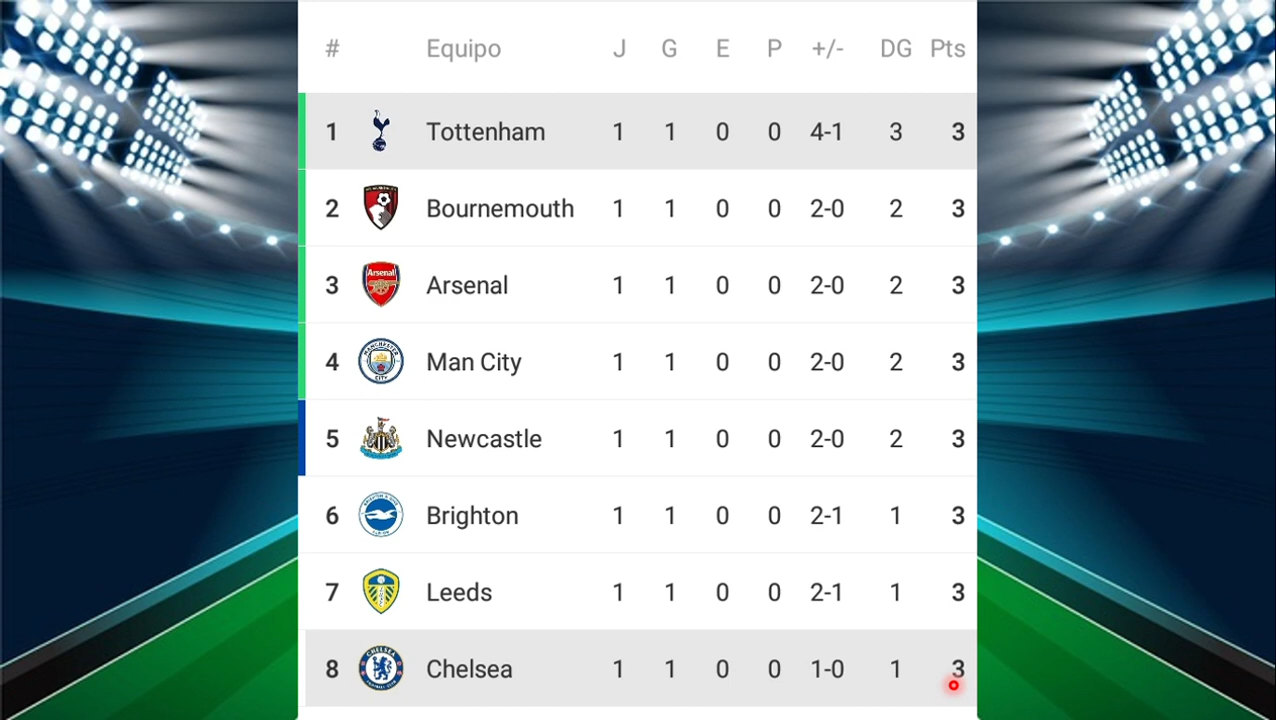 # Equipo J G E P +/- DG Pts
1 Tottenham 1 1 0 0 4-1 3 3
2 Bournemouth 1 1 0 0 2-0 2 3
3 Arsenal 1 1 0 0 2-0 2 3
4 Man City 1 1 0 0 2-0 2 3
5 Newcastle 1 1 0 0 2-0 2 3
6 Brighton 1 1 0 0 2-1 1 3
7 Leeds 1 1 0 0 2-1 1 3
8 Chelsea 1 1 0 0 1-0 1 3